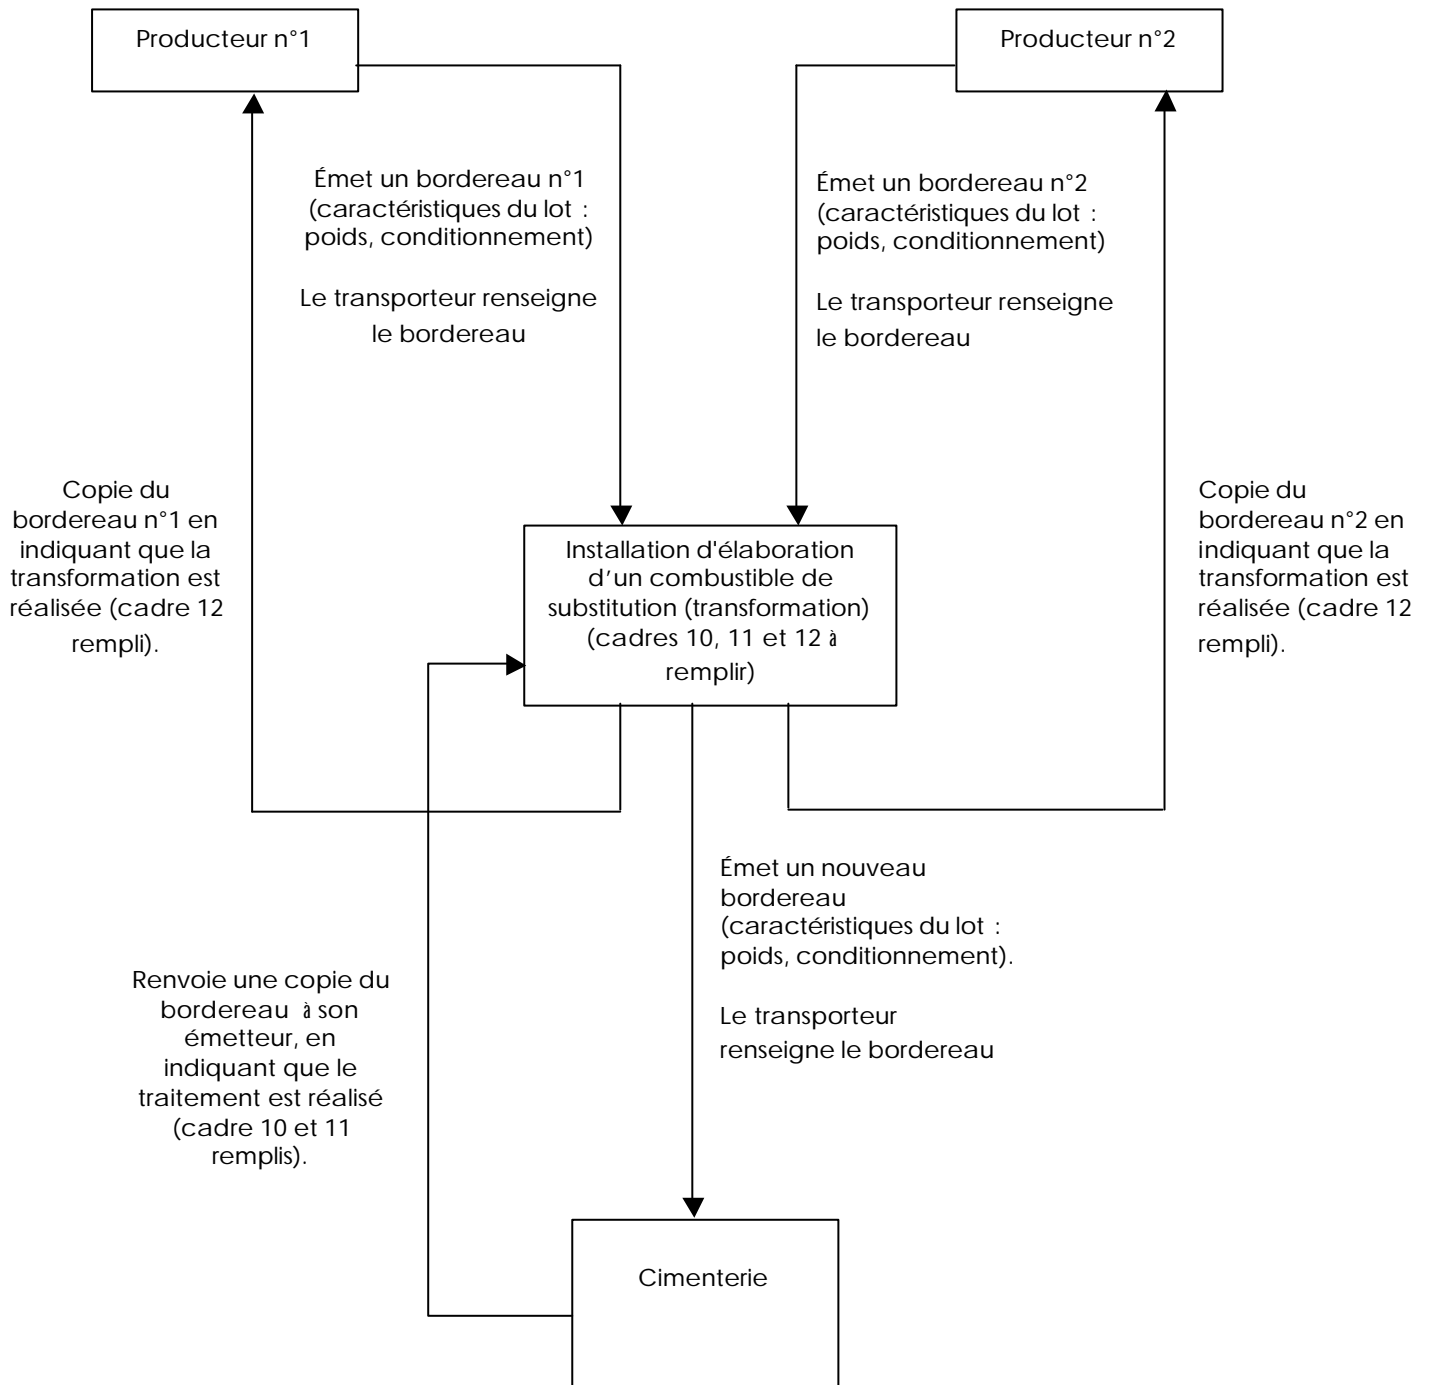 Producteur n°1
Producteur n°2
Émet un bordereau n°1
(caractéristiques du lot :
poids, conditionnement)
Le transporteur renseigne
le bordereau
Émet un bordereau n°2
(caractéristiques du lot :
poids, conditionnement)
Le transporteur renseigne
le bordereau
Copie du
bordereau n°1 en
indiquant que la
transformation est
réalisée (cadre 12
rempli).
Installation d'élaboration
d'un combustible de
substitution (transformation)
(cadres 10, 11 et 12 à
remplir)
Copie du
bordereau n°2 en
indiquant que la
transformation est
réalisée (cadre 12
rempli).
Émet un nouveau
bordereau
(caractéristiques du lot :
poids, conditionnement).
Le transporteur
renseigne le bordereau
Renvoie une copie du
bordereau à son
émetteur, en
indiquant que le
traitement est réalisé
(cadre 10 et 11
remplis).
Cimenterie